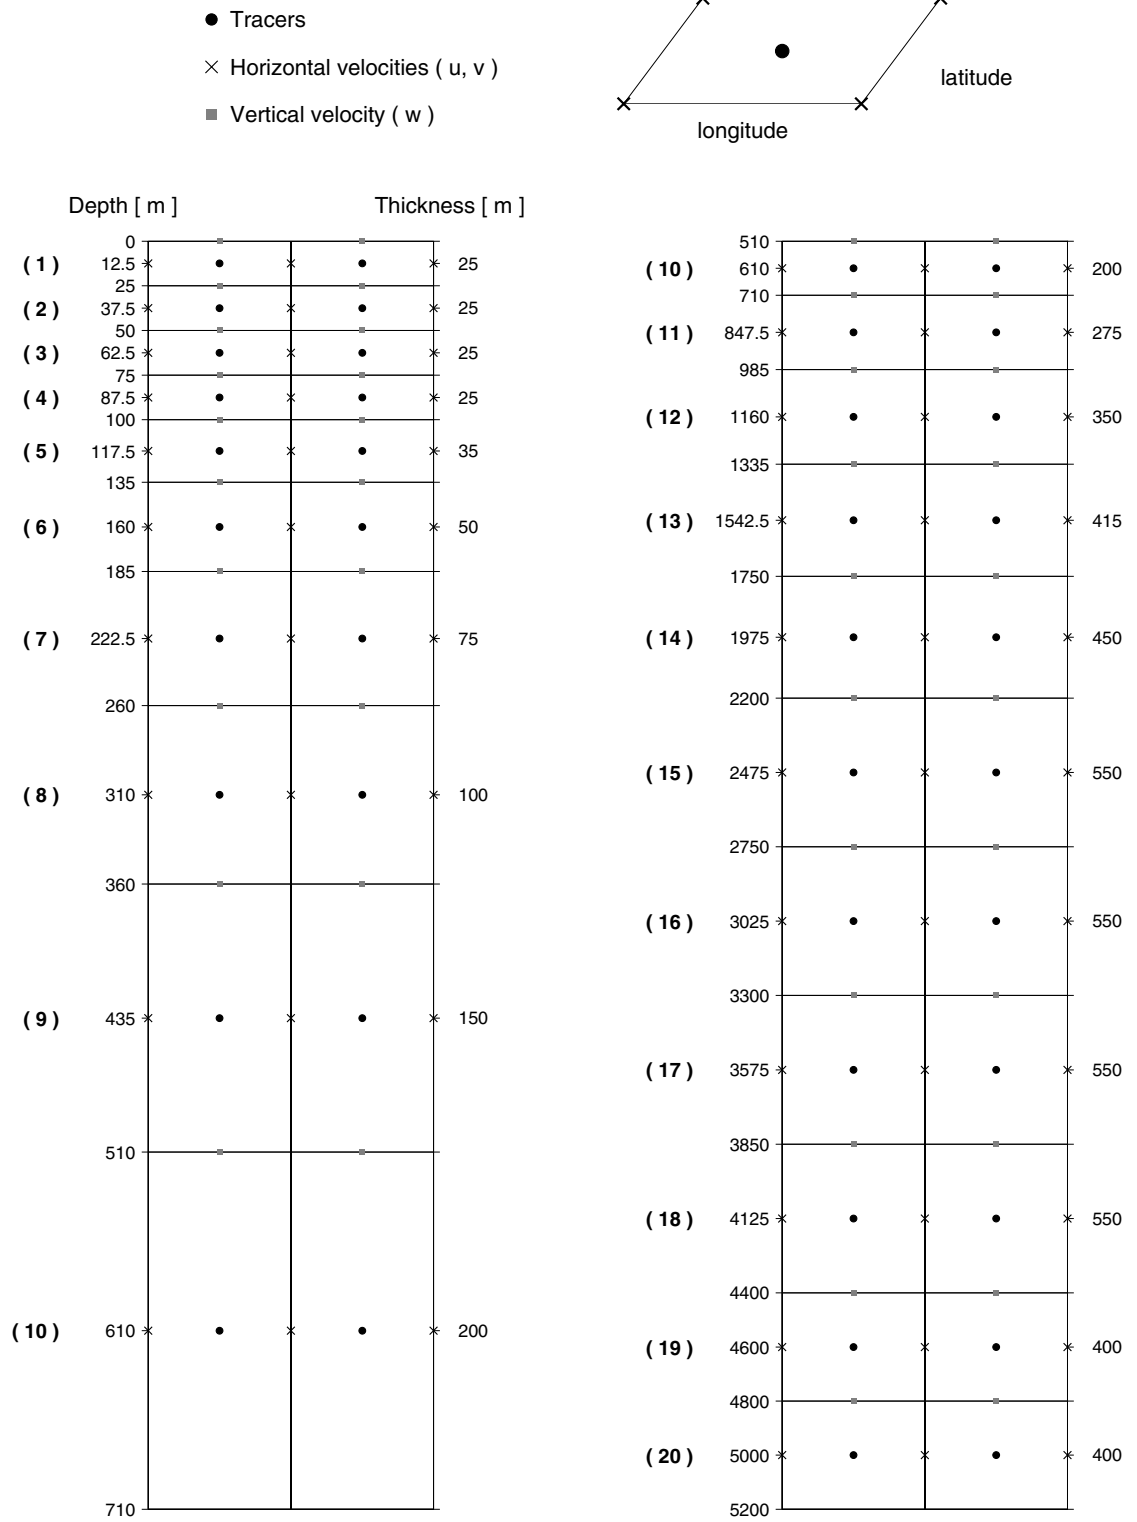 Tracers
Horizontal velocities ( u, v )
Vertical velocity ( w )
latitude
longitude
Depth [ m ]
Thickness [ m ]
0
( 1 ) 12.5 25
25
( 2 ) 37.5 25
50
( 3 ) 62.5 25
75
( 4 ) 87.5 25
100
( 5 ) 117.5 35
135
( 6 ) 160 50
185
( 7 ) 222.5 75
260
( 8 ) 310 100
360
( 9 ) 435 150
510
( 10 ) 610 200
710
510
( 10 ) 610 200
710
( 11 ) 847.5 275
985
( 12 ) 1160 350
1335
( 13 ) 1542.5 415
1750
( 14 ) 1975 450
2200
( 15 ) 2475 550
2750
( 16 ) 3025 550
3300
( 17 ) 3575 550
3850
( 18 ) 4125 550
4400
( 19 ) 4600 400
4800
( 20 ) 5000 400
5200